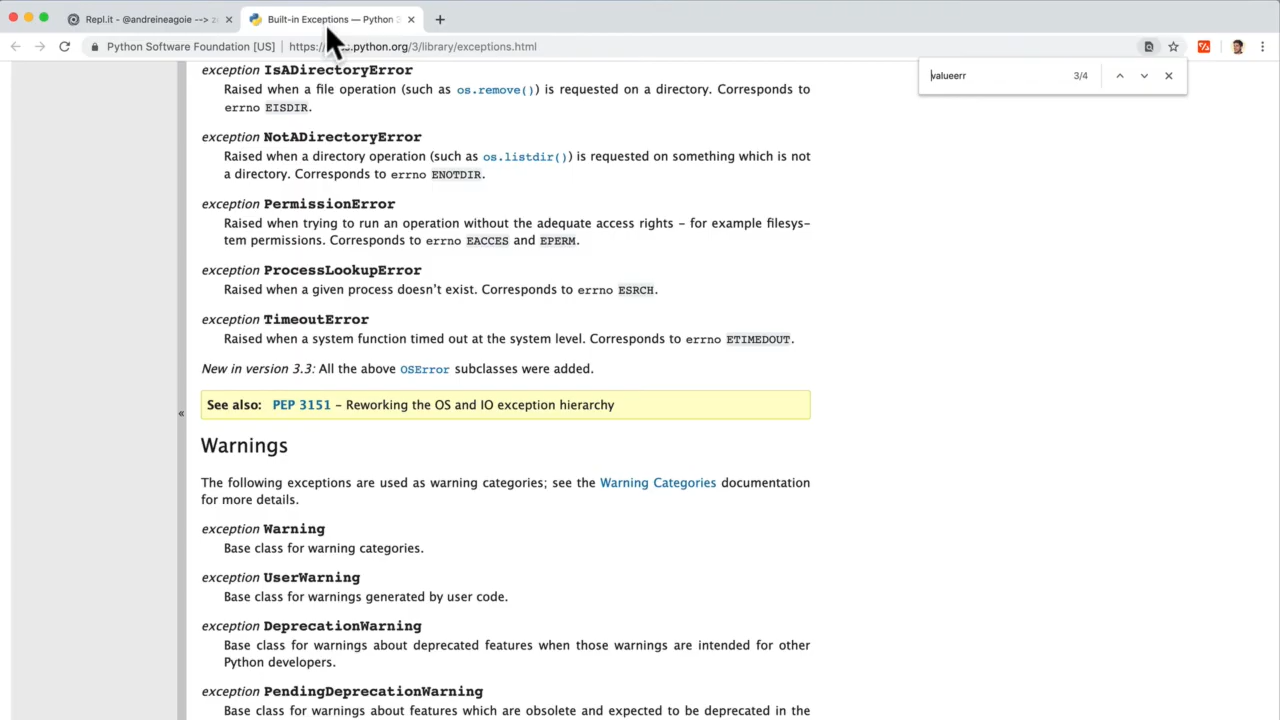 Repl.it - @andreineagoie -->
Built-in Exceptions — Python 3
Python Software Foundation [US]
https://
.python.org/3/library/exceptions.html
valueerr
3/4
exception IsADirectoryError
Raised when a file operation (such as os.remove()) is requested on a directory. Corresponds to
errno EISDIR.
exception NotADirectoryError
Raised when a directory operation (such as os.listdir()) is requested on something which is not
a directory. Corresponds to errno ENOTDIR.
exception PermissionError
Raised when trying to run an operation without the adequate access rights – for example filesys-
tem permissions. Corresponds to errno EACCES and EPERM.
exception ProcessLookupError
Raised when a given process doesn’t exist. Corresponds to errno ESRCH.
exception TimeoutError
Raised when a system function timed out at the system level. Corresponds to errno ETIMEDOUT.
New in version 3.3: All the above OSError subclasses were added.
«
See also: PEP 3151 – Reworking the OS and IO exception hierarchy
Warnings
The following exceptions are used as warning categories; see the Warning Categories documentation
for more details.
exception Warning
Base class for warning categories.
exception UserWarning
Base class for warnings generated by user code.
exception DeprecationWarning
Base class for warnings about deprecated features when those warnings are intended for other
Python developers.
exception PendingDeprecationWarning
Base class for warnings about features which are obsolete and expected to be deprecated in the